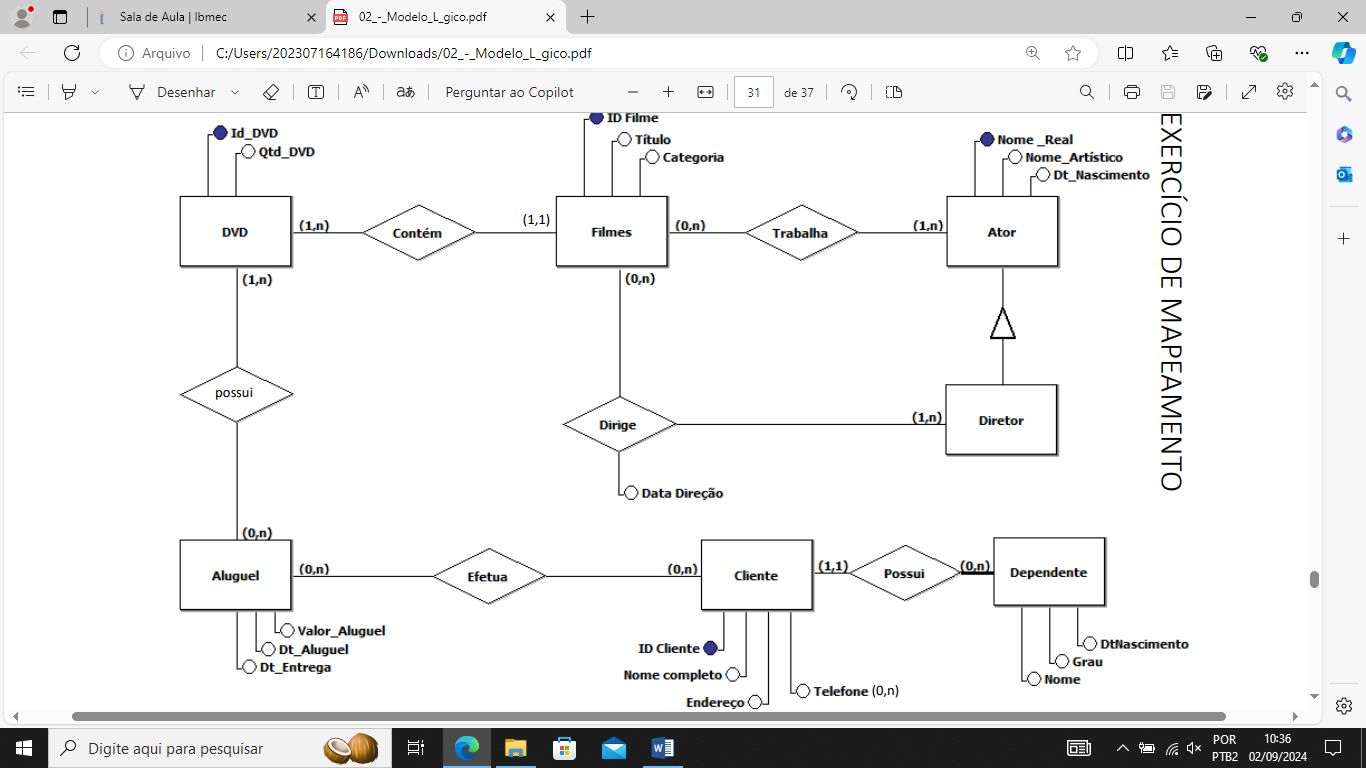 Sala de Aula | Ibmec
02_-_Modelo_L_gico.pdf
Arquivo
C:/Users/202307164186/Downloads/02_-_Modelo_L_gico.pdf
Desenhar
Perguntar ao Copilot
31
de 37
Id_DVD
Qtd_DVD
ID Filme
Título
Categoria
Nome _Real
Nome_Artístico
Dt_Nascimento
DVD
(1,n)
Contém
(1,1)
Filmes
(0,n)
Trabalha
(1,n)
Ator
(1,n)
(0,n)
EXERCÍCIO DE MAPEAMENTO
possui
Dirige
(1,n)
Diretor
Data Direção
(0,n)
Aluguel
(0,n)
Efetua
(0,n)
Cliente
(1,1)
Possui
(0,n)
Dependente
Valor_Aluguel
Dt_Aluguel
Dt_Entrega
ID Cliente
Nome completo
Endereço
Telefone (0,n)
DtNascimento
Grau
Nome
Digite aqui para pesquisar
POR
PTB2
10:36
02/09/2024